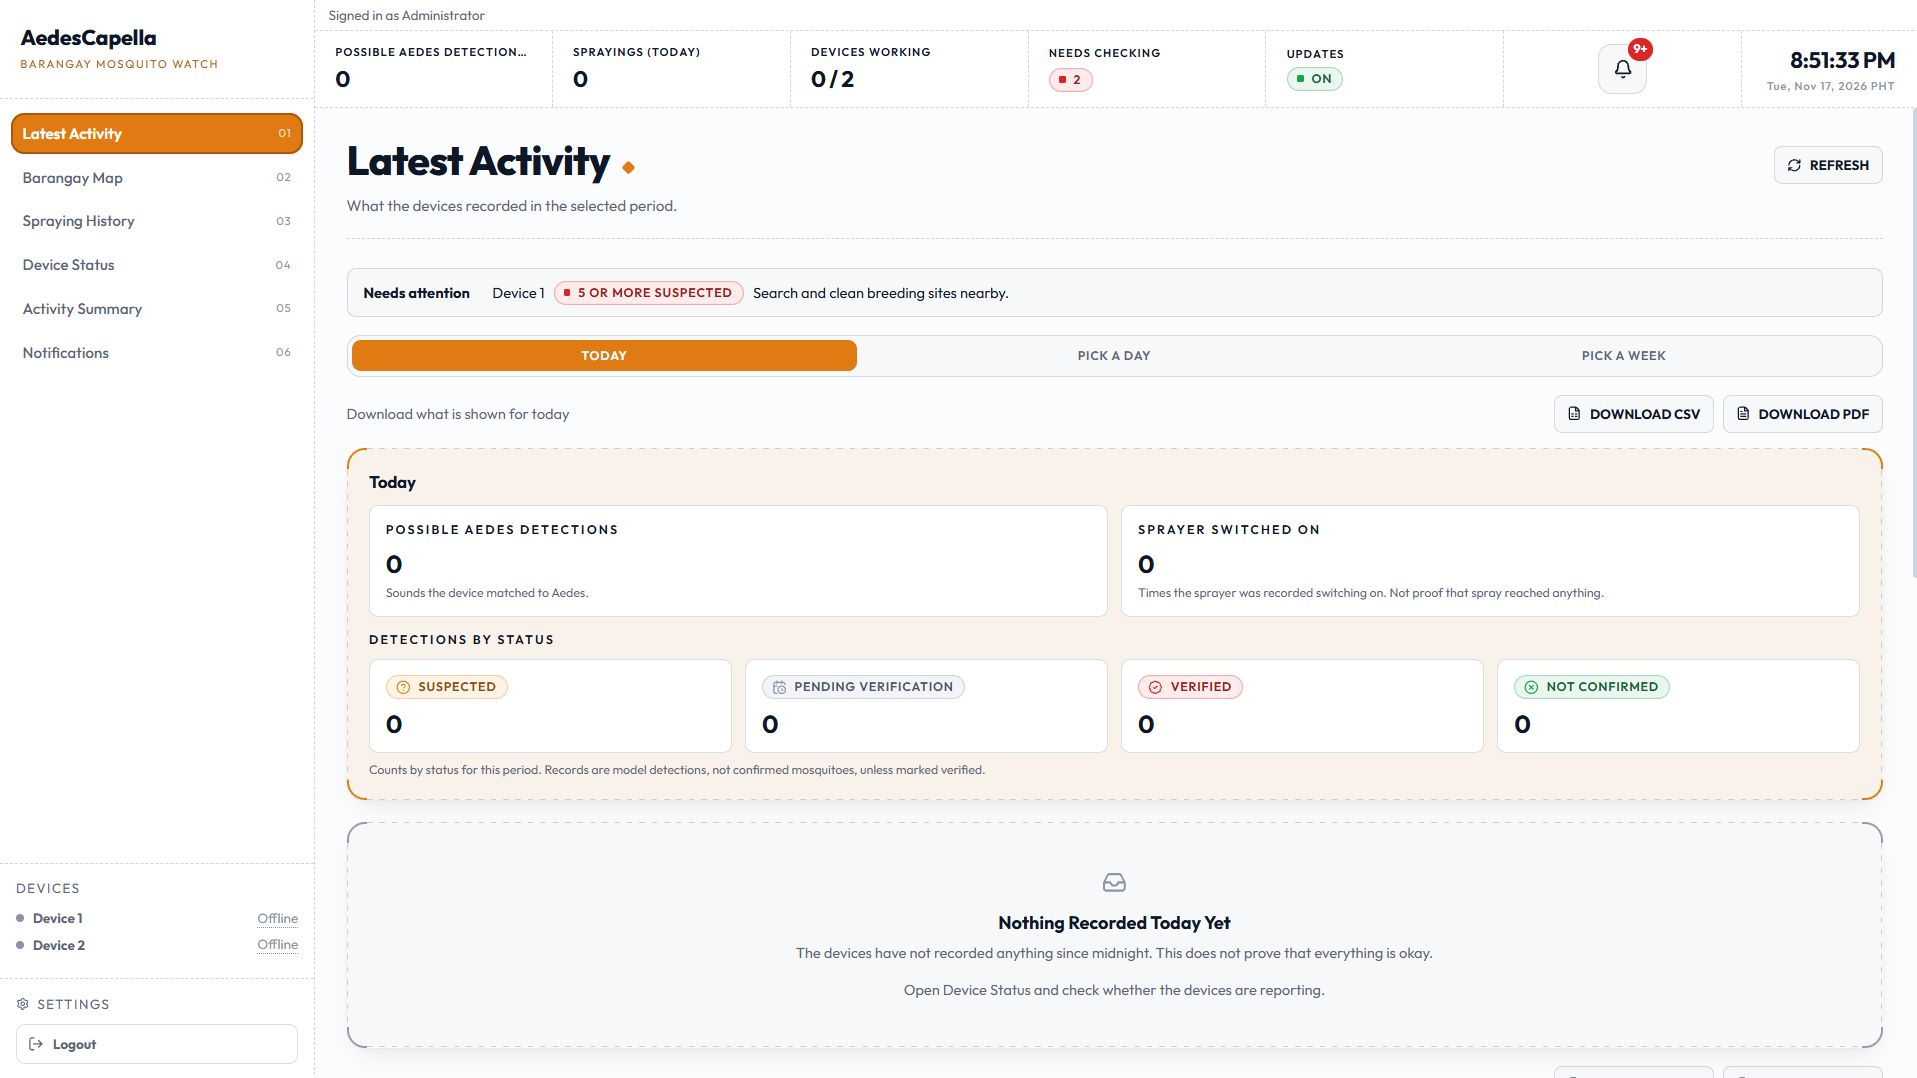 AedesCapella
BARANGAY MOSQUITO WATCH
Latest Activity 01
Barangay Map 02
Spraying History 03
Device Status 04
Activity Summary 05
Notifications 06
DEVICES
Device 1 Offline
Device 2 Offline
SETTINGS
Logout
Signed in as Administrator
POSSIBLE AEDES DETECTION...
0
SPRAYINGS (TODAY)
0
DEVICES WORKING
0 / 2
NEEDS CHECKING
2
UPDATES
ON
9+
8:51:33 PM
Tue, Nov 17, 2026 PHT
Latest Activity
What the devices recorded in the selected period.
REFRESH
Needs attention Device 1 5 OR MORE SUSPECTED Search and clean breeding sites nearby.
TODAY PICK A DAY PICK A WEEK
Download what is shown for today
DOWNLOAD CSV DOWNLOAD PDF
Today
POSSIBLE AEDES DETECTIONS
0
Sounds the device matched to Aedes.
SPRAYER SWITCHED ON
0
Times the sprayer was recorded switching on. Not proof that spray reached anything.
DETECTIONS BY STATUS
SUSPECTED
0
PENDING VERIFICATION
0
VERIFIED
0
NOT CONFIRMED
0
Counts by status for this period. Records are model detections, not confirmed mosquitoes, unless marked verified.
Nothing Recorded Today Yet
The devices have not recorded anything since midnight. This does not prove that everything is okay.
Open Device Status and check whether the devices are reporting.